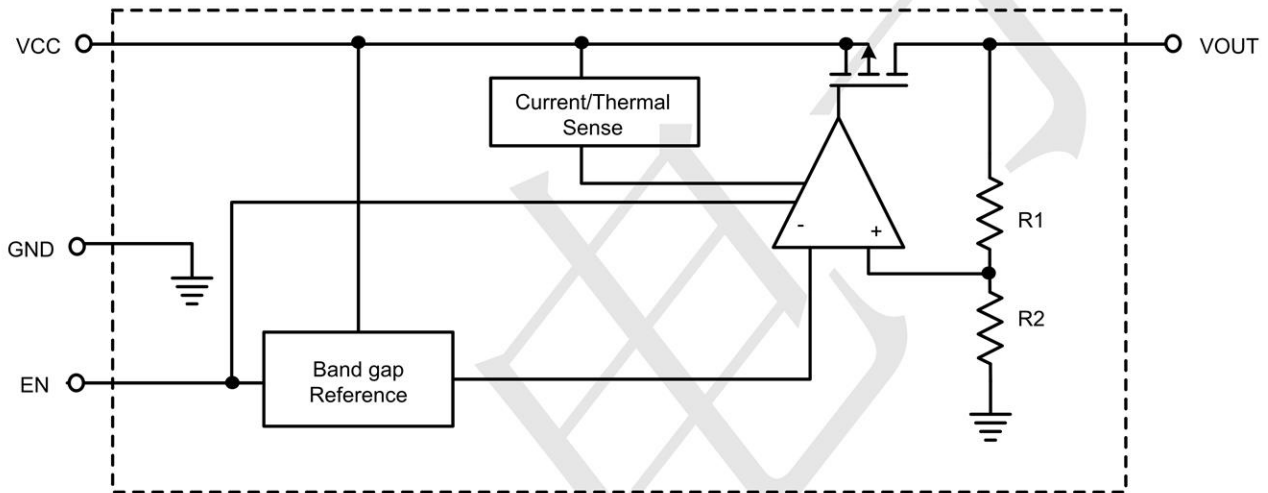 VCC
VOUT
Current/Thermal
Sense
R1
GND
-
+
R2
EN
Band gap
Reference